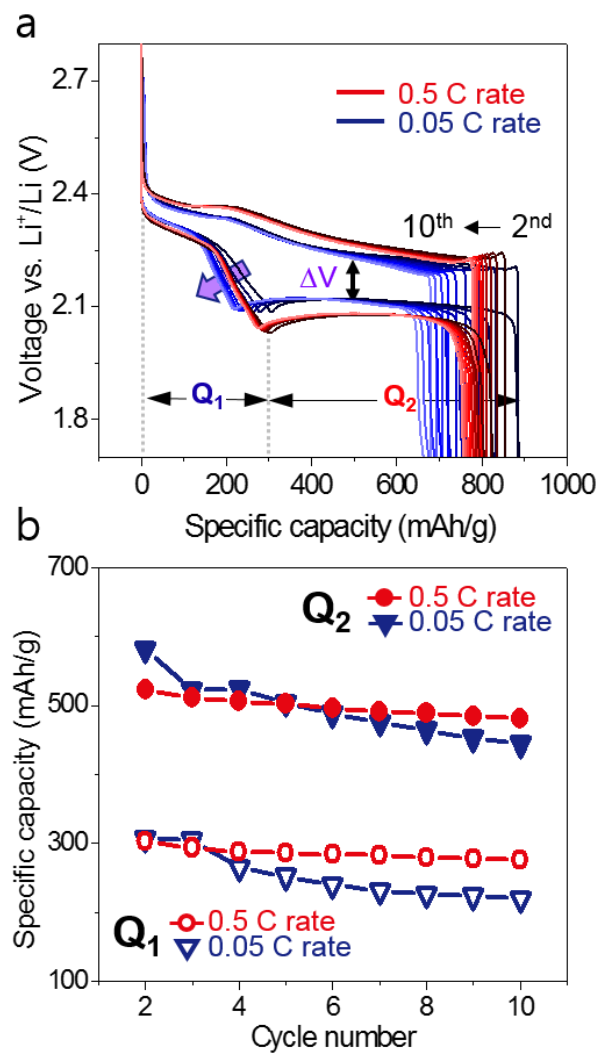 a
2.7
2.4
2.1
1.8
Voltage vs. Li⁺/Li (V)
0.5 C rate
0.05 C rate
10ᵗʰ ← 2ⁿᵈ
ΔV
Q₁
Q₂
0 200 400 600 800 1000
Specific capacity (mAh/g)
b
700
500
300
100
Specific capacity (mAh/g)
Q₂
0.5 C rate
0.05 C rate
Q₁
0.5 C rate
0.05 C rate
2 4 6 8 10
Cycle number